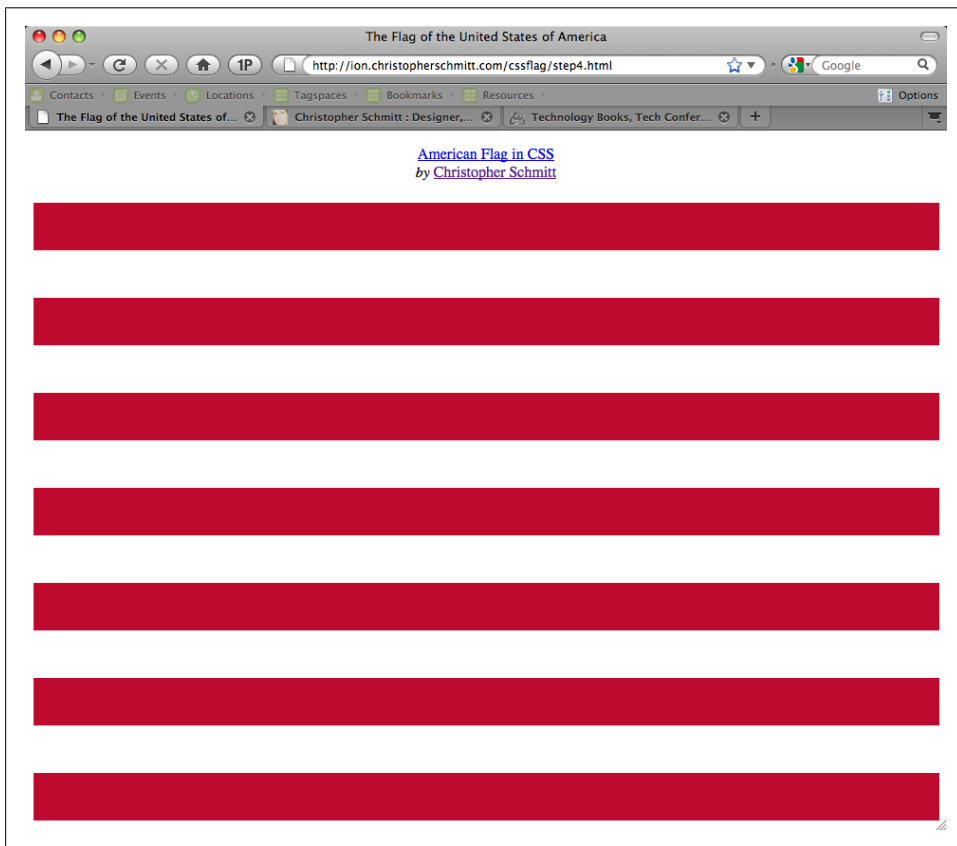 The Flag of the United States of America
1P http://ion.christopherschmitt.com/cssflag/step4.html Google
Contacts Events Locations Tagspaces Bookmarks Resources Options
The Flag of the United States of... Christopher Schmitt : Designer,... Technology Books, Tech Confer... +
American Flag in CSS
by Christopher Schmitt